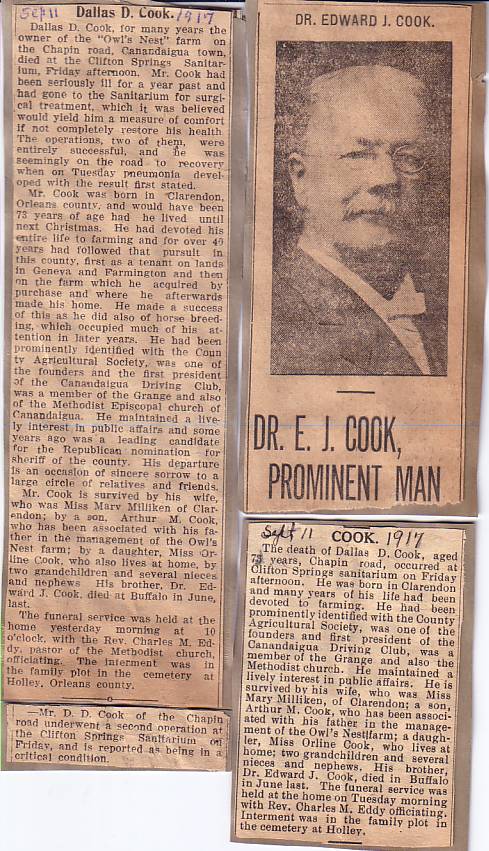 Sept 11 Dallas D. Cook. 1917
Dallas D. Cook, for many years the
owner of the "Owl's Nest" farm on
the Chapin road, Canandaigua town,
died at the Clifton Springs Sanitar-
ium, Friday afternoon. Mr. Cook had
been seriously ill for a year past and
had gone to the Sanitarium for surgi-
cal treatment, which it was believed
would yield him a measure of comfort
if not completely restore his health.
The operations, two of them, were
entirely successful, and he was
seemingly on the road to recovery
when on Tuesday pneumonia devel-
oped with the result first stated.
Mr. Cook was born in Clarendon,
Orleans county, and would have been
73 years of age had he lived until
next Christmas. He had devoted his
entire life to farming and for over 40
years had followed that pursuit in
this county, first as a tenant on lands
in Geneva and Farmington and then
on the farm which he acquired by
purchase and where he afterwards
made his home. He made a success
of this as he did also of horse breed-
ing, which occupied much of his at-
tention in later years. He had been
prominently identified with the Coun
ty Agricultural Society, was one of
the founders and the first president
of the Canandaigua Driving Club,
was a member of the Grange and also
of the Methodist Episcopal church of
Canandaigua. He maintained a live-
ly interest in public affairs and some
years ago was a leading candidate
for the Republican nomination for
sheriff of the county. His departure
is an occasion of sincere sorrow to a
large circle of relatives and friends.
Mr. Cook is survived by his wife,
who was Miss Mary Milliken of Clar-
endon; by a son, Arthur M. Cook,
who has been associated with his fa-
ther in the management of the Owl's
Nest farm; by a daughter, Miss Or-
line Cook, who also lives at home, by
two grandchildren and several nieces
and nephews. His brother, Dr. Ed-
ward J. Cook, died at Buffalo in June,
last.
The funeral service was held at the
home yesterday morning at 10
o'clock, with the Rev. Charles M. Ed-
dy, pastor of the Methodist church,
officiating. The interment was in
the family plot in the cemetery at
Holley, Orleans county.
—Mr. D. D. Cook of the Chapin
road underwent a second operation at
the Clifton Springs Sanitarium on
Friday, and is reported as being in a
critical condition.
DR. EDWARD J. COOK.
DR. E. J. COOK,
PROMINENT MAN
Sept 11 COOK. 1917
The death of Dallas D. Cook, aged
73 years, Chapin road, occurred at
Clifton Springs sanitarium on Friday
afternoon. He was born in Clarendon
and many years of his life had been
devoted to farming. He had been
prominently identified with the County
Agricultural Society, was one of the
founders and first president of the
Canandaigua Driving Club, was a
member of the Grange and also the
Methodist church. He maintained a
lively interest in public affairs. He is
survived by his wife, who was Miss
Mary Milliken, of Clarendon; a son,
Arthur M. Cook, who has been associ-
ated with his father in the manage-
ment of the Owl's Nest farm; a daugh-
ter, Miss Orline Cook, who lives at
home; two grandchildren and several
nieces and nephews. His brother,
Dr. Edward J. Cook, died in Buffalo
in June last. The funeral service was
held at the home on Tuesday morning
with Rev. Charles M. Eddy officiating.
Interment was in the family plot in
the cemetery at Holley.